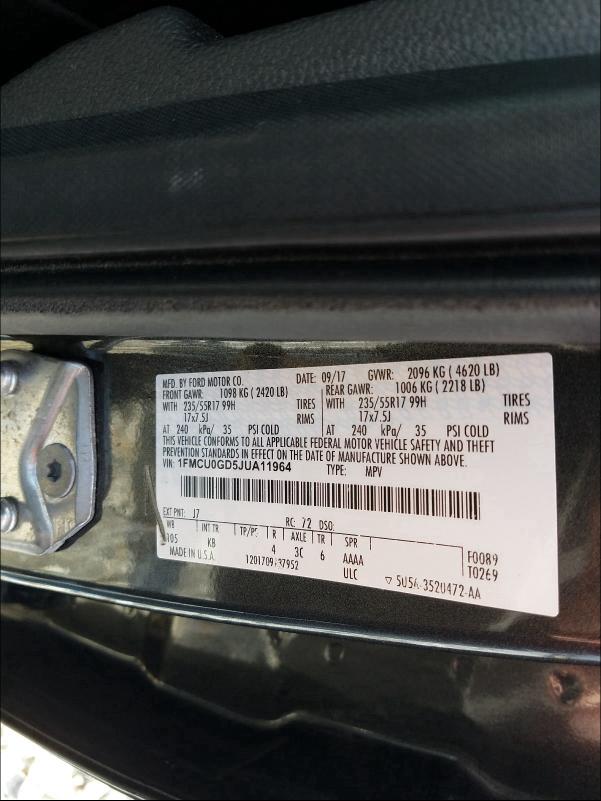 MFD. BY FORD MOTOR CO. DATE: 09/17 GVWR: 2096 KG ( 4620 LB)
FRONT GAWR: 1098 KG ( 2420 LB) REAR GAWR: 1006 KG ( 2218 LB)
WITH 235/55R17 99H TIRES WITH 235/55R17 99H TIRES
17x7.5J RIMS 17x7.5J RIMS
AT 240 kPa/ 35 PSI COLD AT 240 kPa/ 35 PSI COLD
THIS VEHICLE CONFORMS TO ALL APPLICABLE FEDERAL MOTOR VEHICLE SAFETY AND THEFT
PREVENTION STANDARDS IN EFFECT ON THE DATE OF MANUFACTURE SHOWN ABOVE.
VIN: 1FMCU0GD5JUA11964 TYPE: MPV
EXT PNT: J7 RC: 72 DSO:
WB INT TR TP/PS R AXLE TR SPR F0089
105 KB 4 3C 6 AAAA T0269
MADE IN U.S.A. ULC 3520472-AA